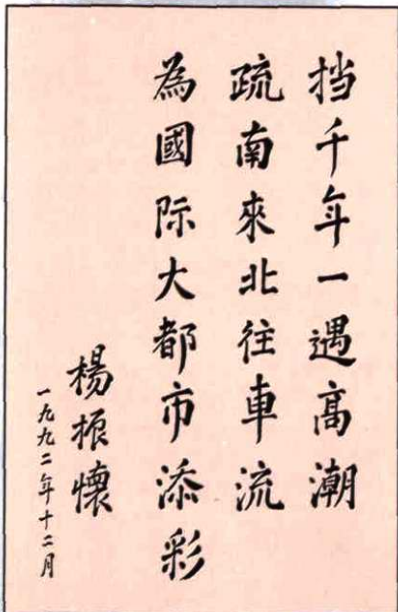 挡千年一遇高潮
疏南來北往車流
為國际大都市添彩
楊振懷
一九九二年十二月